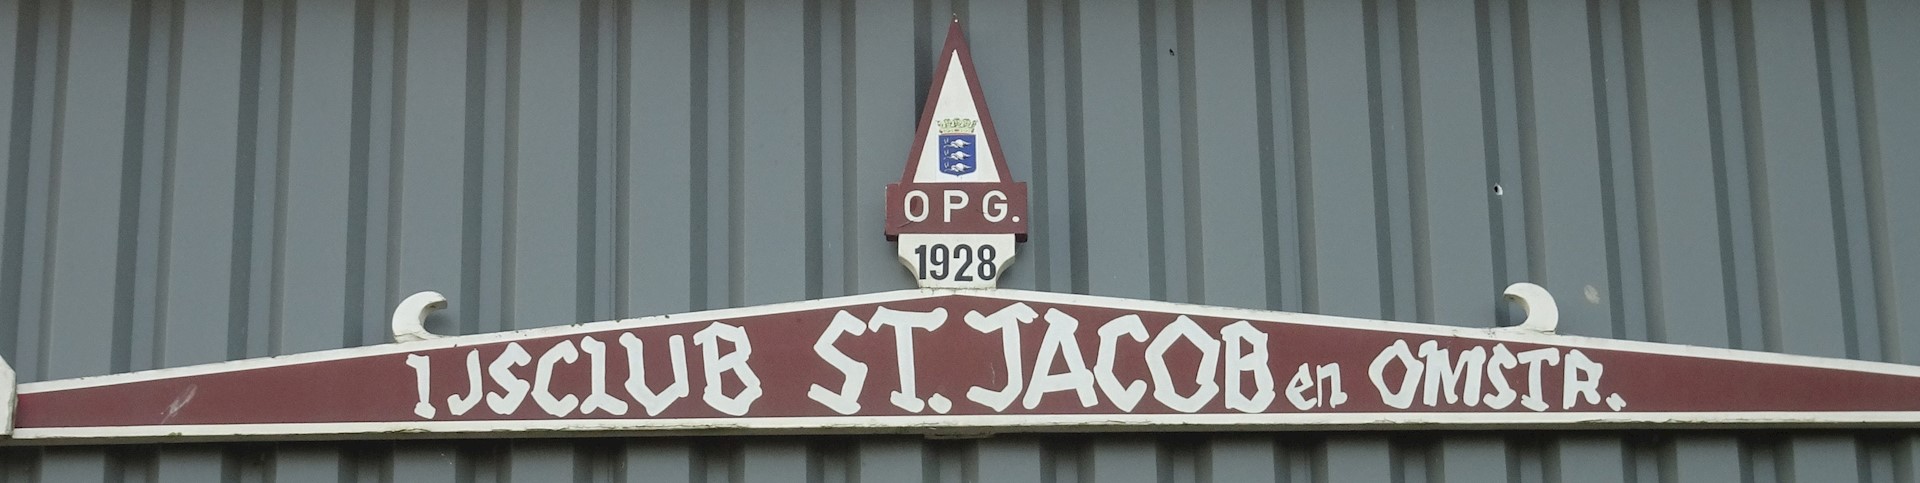 OPG.
1928
IJSCLUB ST. JACOB en OMSTR.